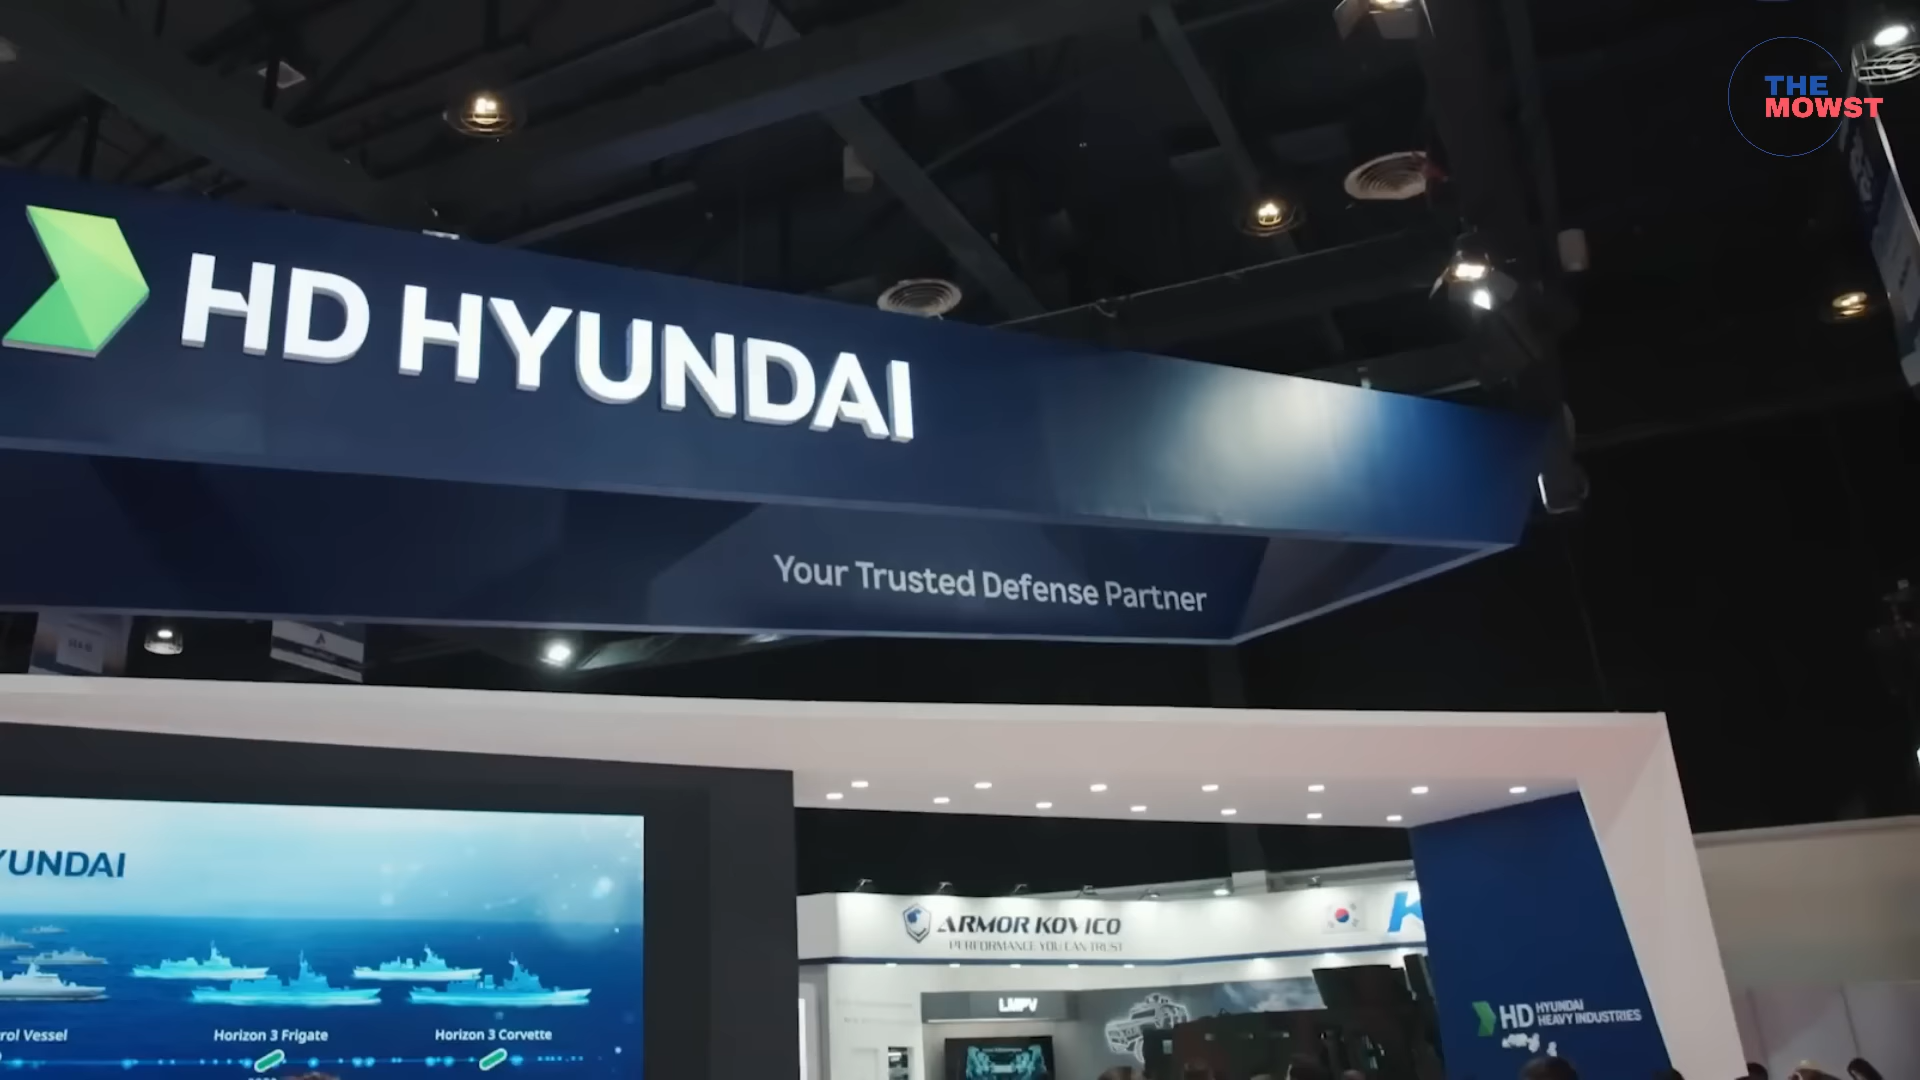 THE
MOWST
HD HYUNDAI
Your Trusted Defense Partner
YUNDAI
ARMOR KOVICO
PERFORMANCE YOU CAN TRUST
LMPV
HD HYUNDAI
HEAVY INDUSTRIES
rol Vessel
Horizon 3 Frigate
Horizon 3 Corvette